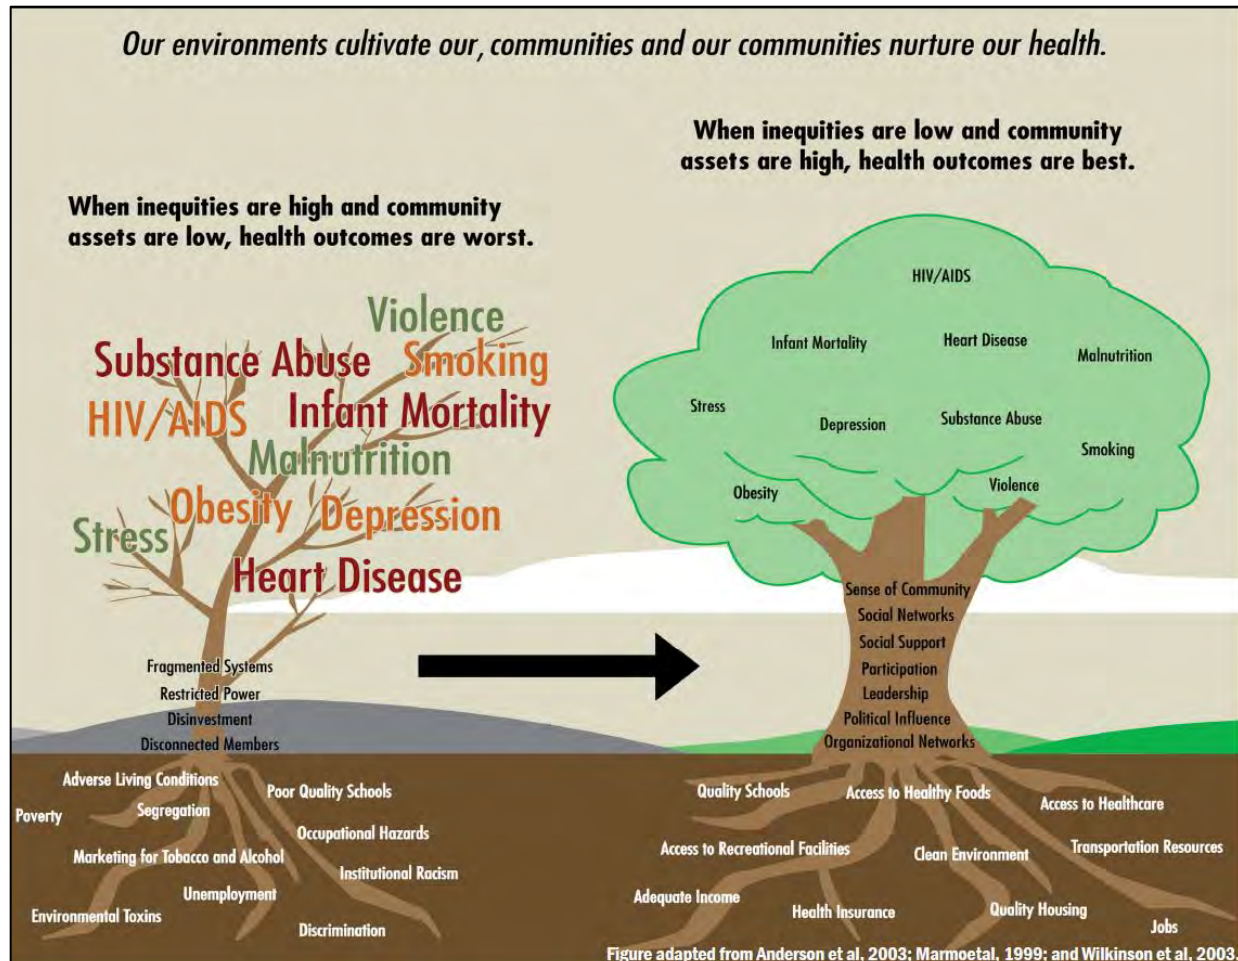 Our environments cultivate our, communities and our communities nurture our health.
When inequities are high and community
assets are low, health outcomes are worst.
Violence
Substance Abuse
Smoking
HIV/AIDS
Infant Mortality
Malnutrition
Obesity
Depression
Stress
Heart Disease
Fragmented Systems
Restricted Power
Disinvestment
Disconnected Members
Adverse Living Conditions
Poor Quality Schools
Poverty
Segregation
Occupational Hazards
Marketing for Tobacco and Alcohol
Institutional Racism
Unemployment
Environmental Toxins
Discrimination
When inequities are low and community
assets are high, health outcomes are best.
HIV/AIDS
Infant Mortality
Heart Disease
Malnutrition
Stress
Depression
Substance Abuse
Smoking
Obesity
Violence
Sense of Community
Social Networks
Social Support
Participation
Leadership
Political Influence
Organizational Networks
Quality Schools
Access to Healthy Foods
Access to Healthcare
Access to Recreational Facilities
Clean Environment
Transportation Resources
Adequate Income
Health Insurance
Quality Housing
Jobs
Figure adapted from Anderson et al, 2003; Marmoetal, 1999; and Wilkinson et al, 2003.